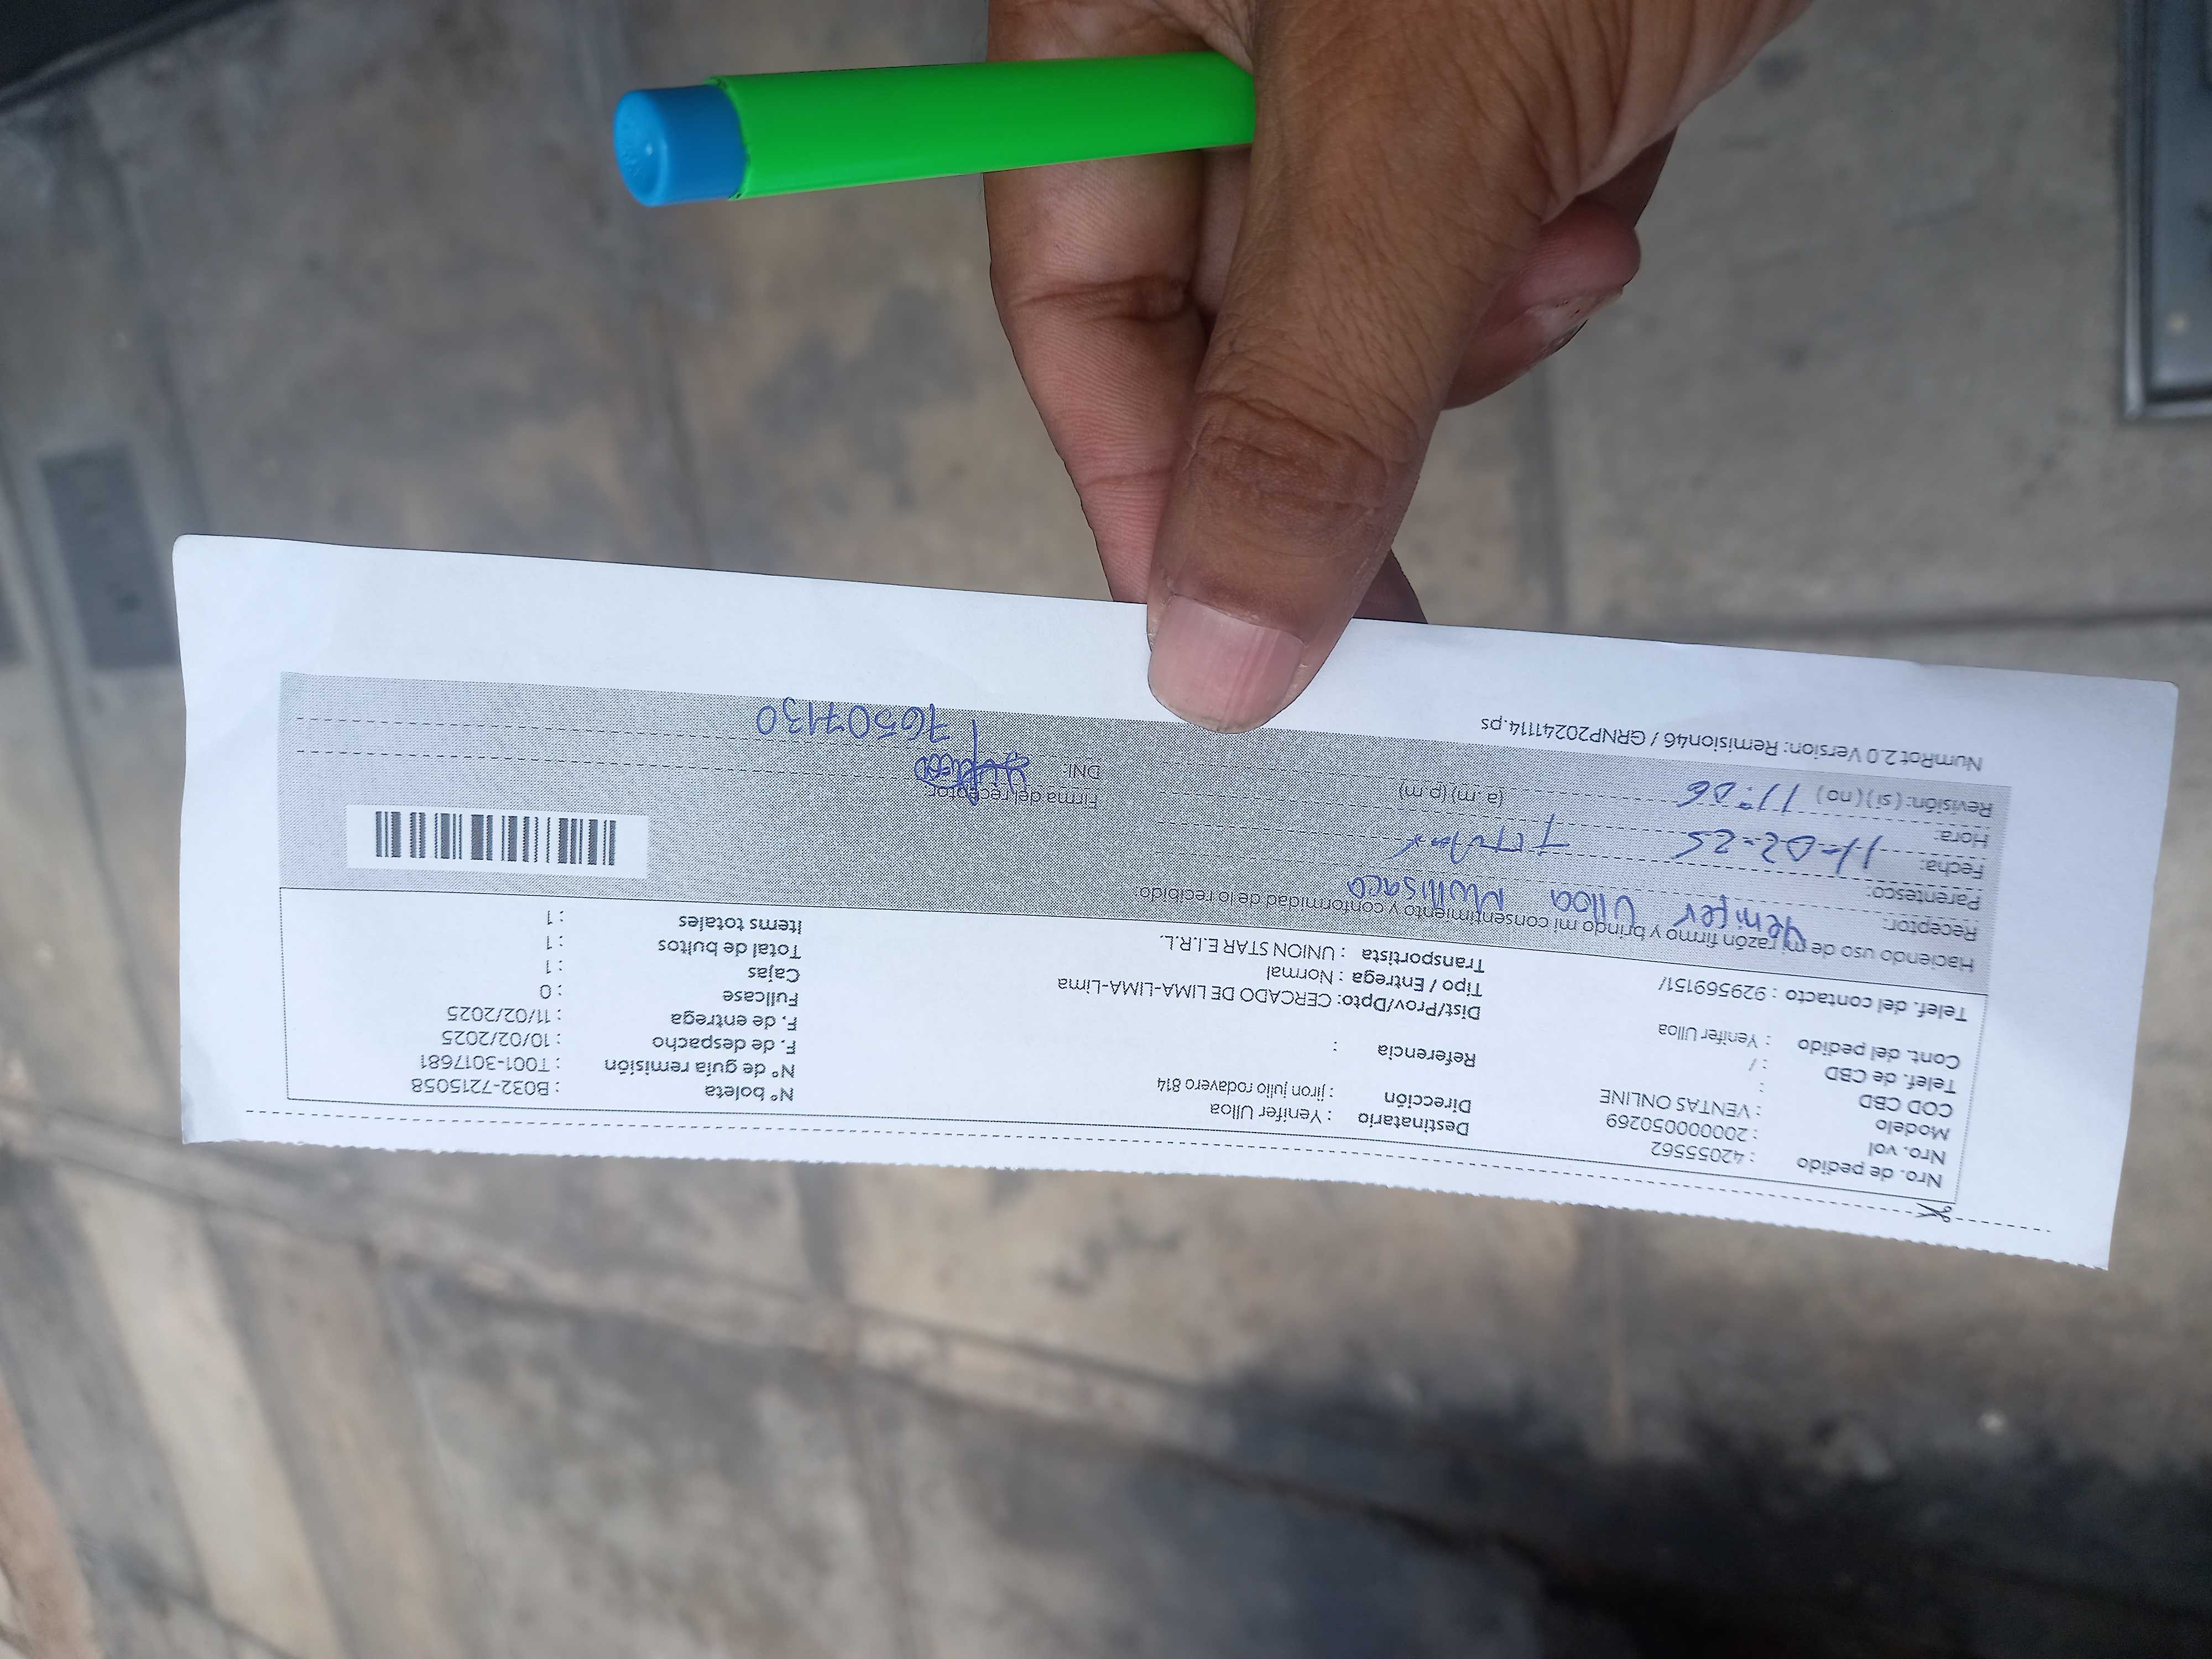 Nro. de pedido : 42055562
Nro. vol : 20000050269
Modelo : VENTAS ONLINE
COD CBD :
Telef. de CBD : /
Cont. del pedido : Yenifer Ulloa
Telef. del contacto : 929569151/
Destinatario : Yenifer Ulloa
Dirección : jiron julio rodavero 814
Referencia :
Dist/Prov/Dpto: CERCADO DE LIMA-LIMA-Lima
Tipo / Entrega : Normal
Transportista : UNION STAR E.I.R.L.
N° boleta : B032-7215058
N° de guía remisión : T001-3017681
F. de despacho : 10/02/2025
F. de entrega : 11/02/2025
Fullcase : 0
Cajas : 1
Total de bultos : 1
Items totales : 1
Haciendo uso de mi razón firmo y brindo mi consentimiento y conformidad de lo recibido:
Receptor: Yenifer Ulloa
Parentesco: Titular
Fecha: 11-02-25
Hora: 11:06 (a.m) (p.m)
Revisión: (si) (no)
Firma del receptor:
DNI: 76507130
NumRot 2.0 Version: Remision46 / GRNP20241114.ps